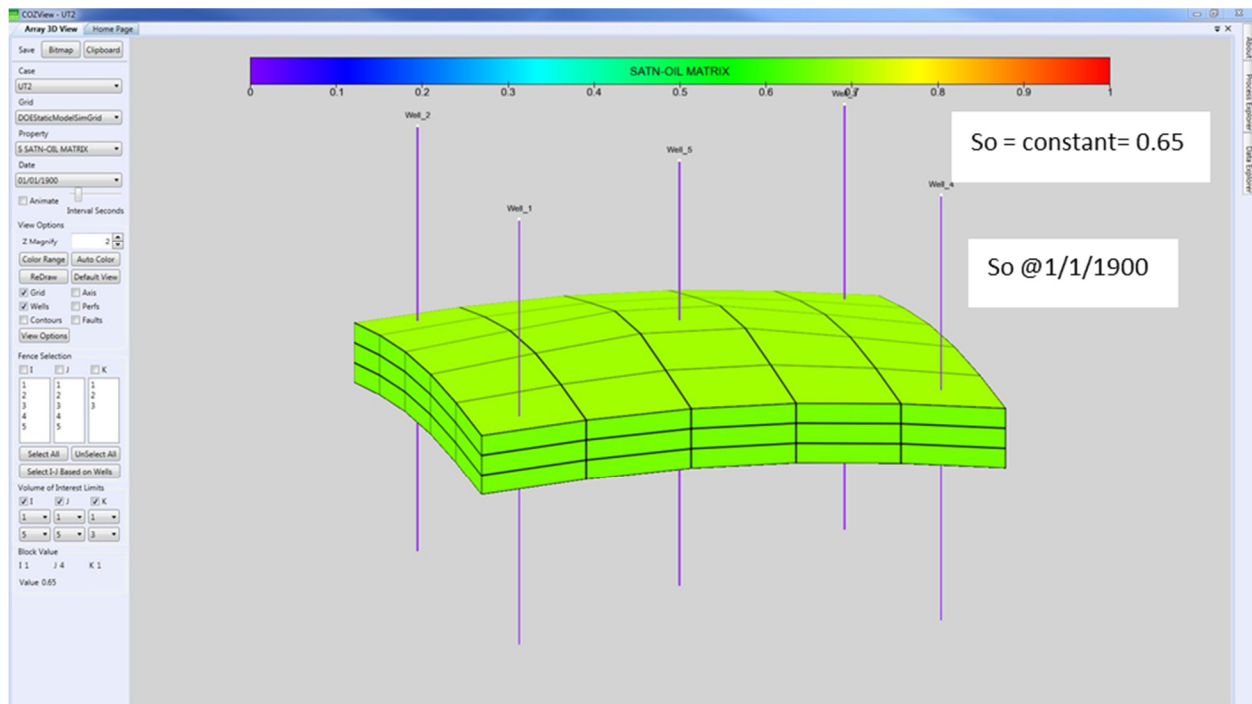 COZView - UT2
Array 3D View Home Page
Save Bitmap Clipboard
Case
UT2
Grid
DOEStaticModelSimGrid
Property
S SATN-OIL MATRIX
Date
01/01/1900
Animate
Interval Seconds
View Options
Z Magnify 2
Color Range Auto Color
ReDraw Default View
Grid Axis
Wells Perfs
Contours Faults
View Options
Fence Selection
I J K
1 1 1
2 2 2
3 3 3
4 4
5 5
Select All UnSelect All
Select I-J Based on Wells
Volume of Interest Limits
I J K
1 1 1
5 5 3
Block Value
I 1 J 4 K 1
Value 0.65
SATN-OIL MATRIX
0 0.1 0.2 0.3 0.4 0.5 0.6 0.7 0.8 0.9 1
Well_2
Well_1
Well_5
Well_4
So = constant= 0.65
So @1/1/1900
About
Process Explorer
Data Explorer